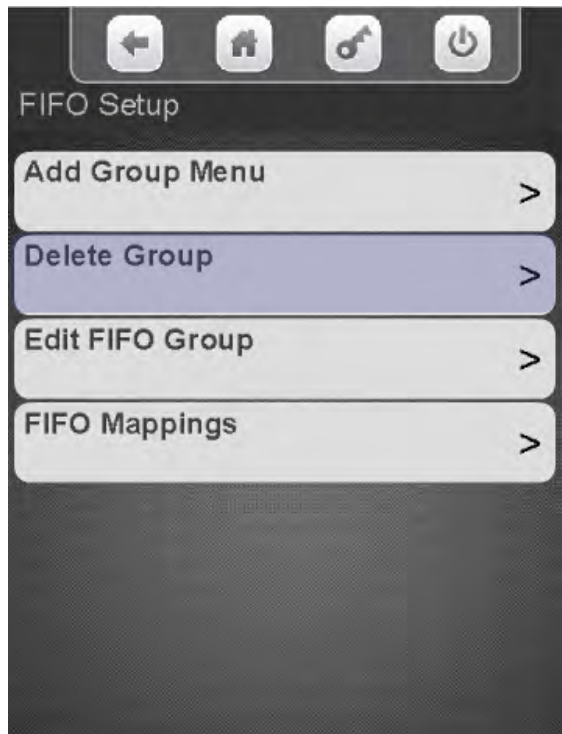 FIFO Setup
Add Group Menu
>
Delete Group
>
Edit FIFO Group
>
FIFO Mappings
>